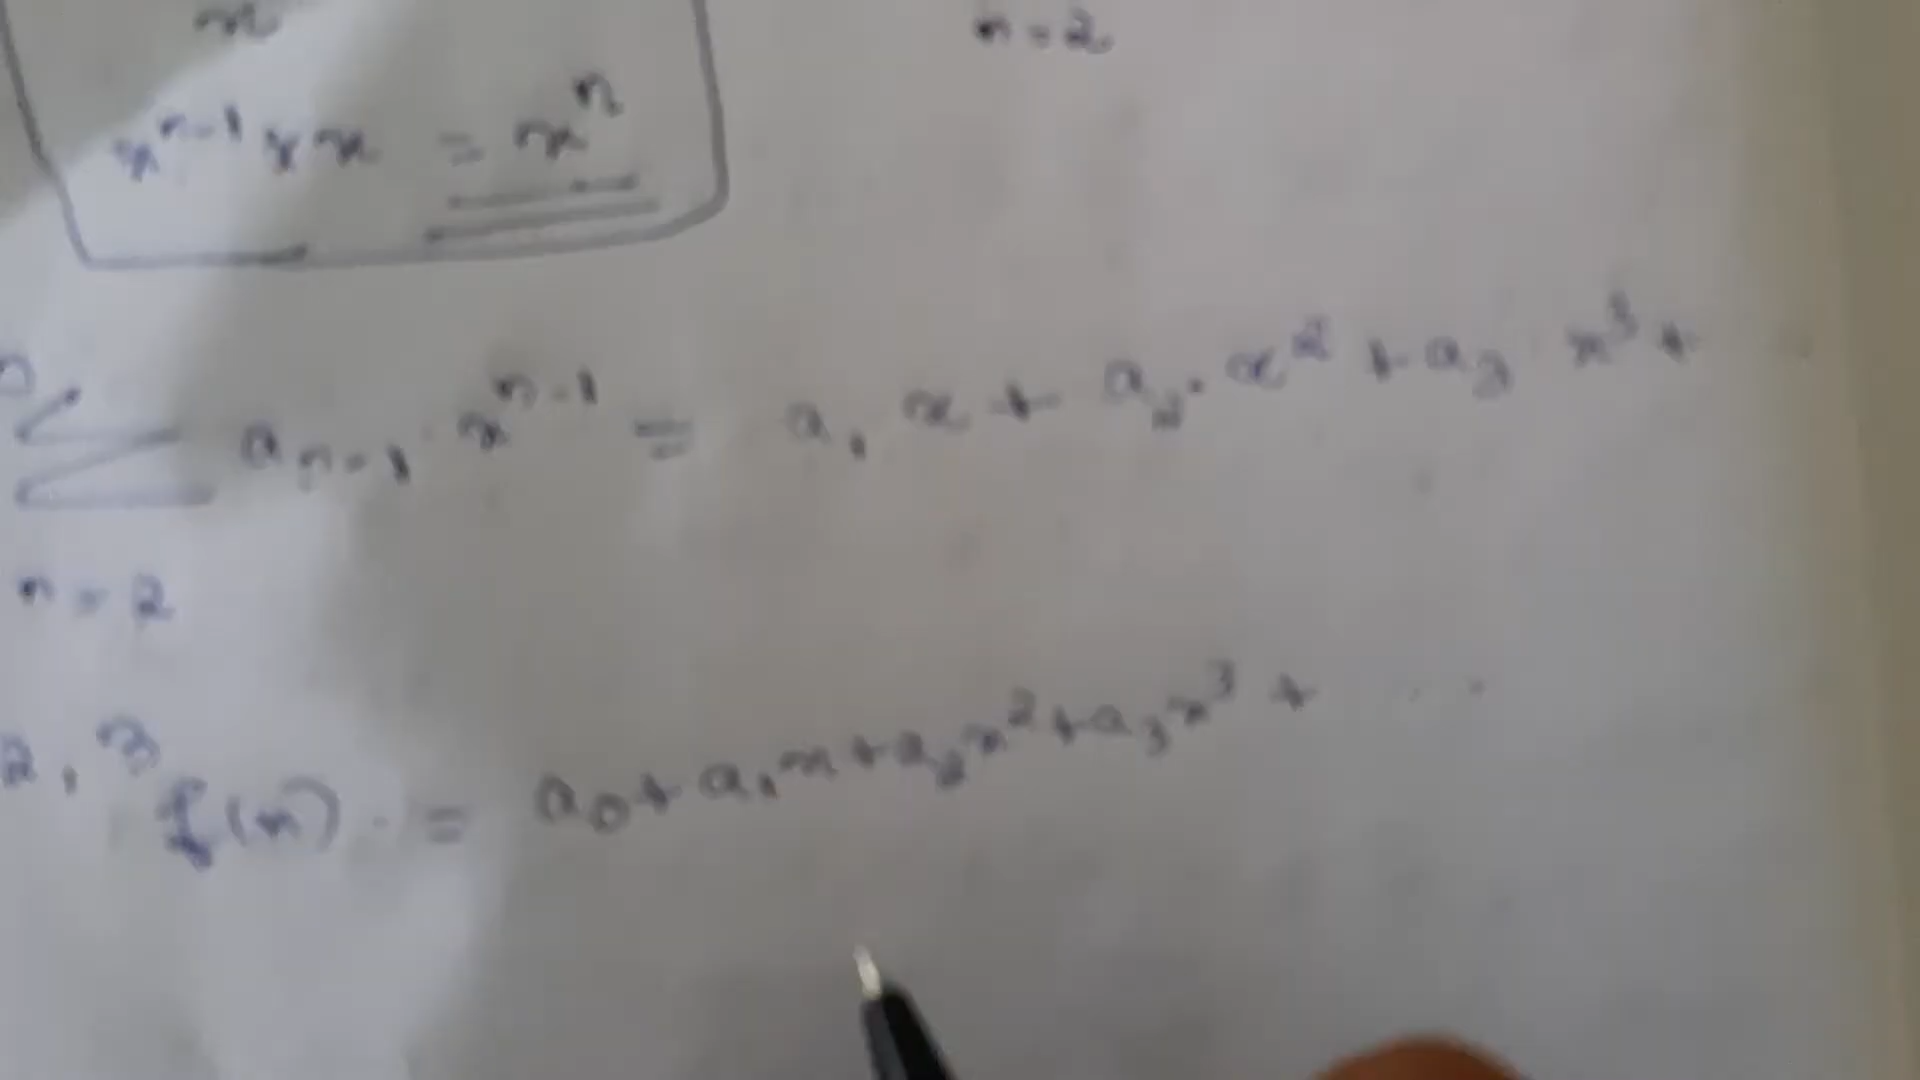 x
n = 2
x^{n-1} × x = x^n
∑ a_{n-1} x^{n-1} = a_1 x + a_2 · x^2 + a_3 x^3 +
n = 2
2, 3
f(x) = a_0 + a_1 x + a_2 x^2 + a_3 x^3 + . .